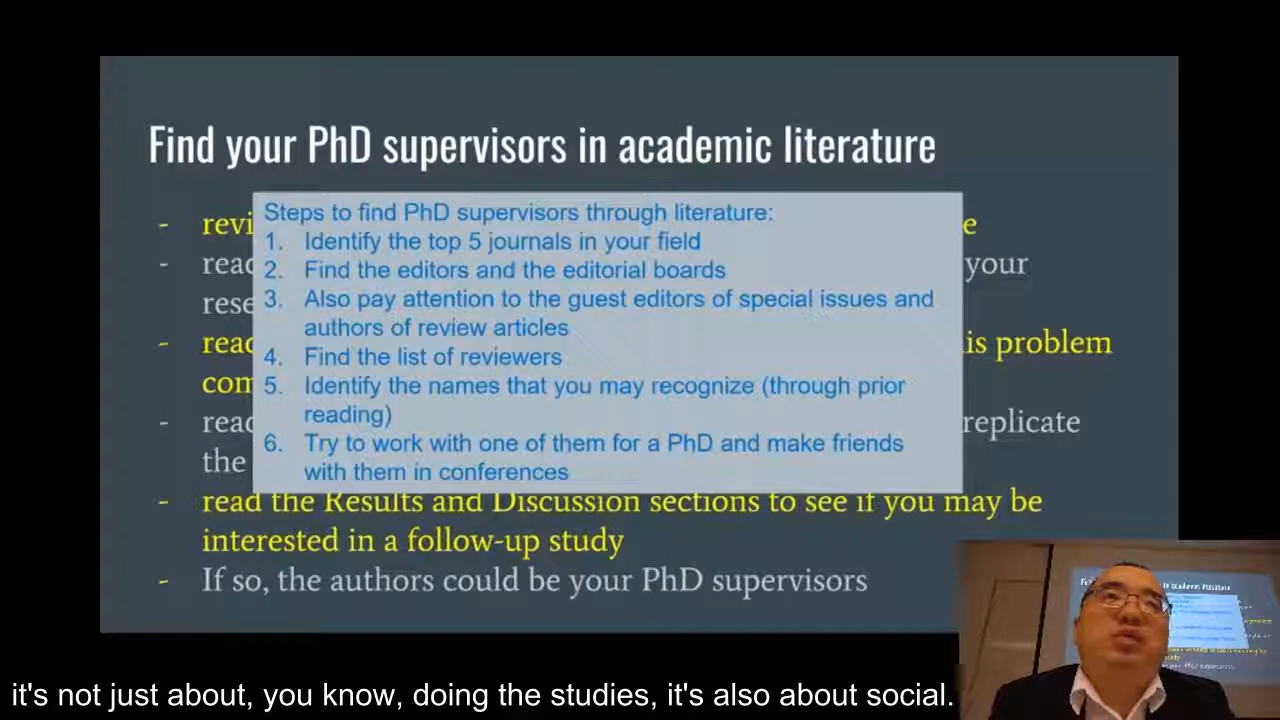 Find your PhD supervisors in academic literature
- revi
e
- read
your
rese
- read
is problem
com
- read
replicate
the
Steps to find PhD supervisors through literature:
1. Identify the top 5 journals in your field
2. Find the editors and the editorial boards
3. Also pay attention to the guest editors of special issues and
authors of review articles
4. Find the list of reviewers
5. Identify the names that you may recognize (through prior
reading)
6. Try to work with one of them for a PhD and make friends
with them in conferences
- read the Results and Discussion sections to see if you may be
interested in a follow-up study
- If so, the authors could be your PhD supervisors
it's not just about, you know, doing the studies, it's also about social.